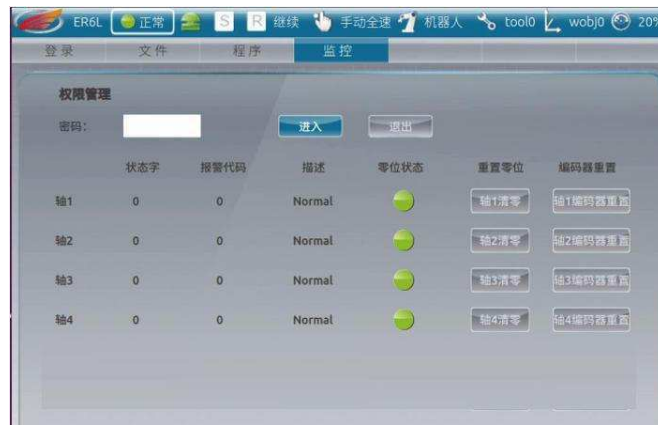 ER6L 正常 S R 继续 手动全速 机器人 tool0 wobj0 20%
登录 文件 程序 监控
权限管理
密码: 进入 退出
状态字 报警代码 描述 零位状态 重置零位 编码器重置
轴1 0 0 Normal 轴1清零 轴1编码器重置
轴2 0 0 Normal 轴2清零 轴2编码器重置
轴3 0 0 Normal 轴3清零 轴3编码器重置
轴4 0 0 Normal 轴4清零 轴4编码器重置